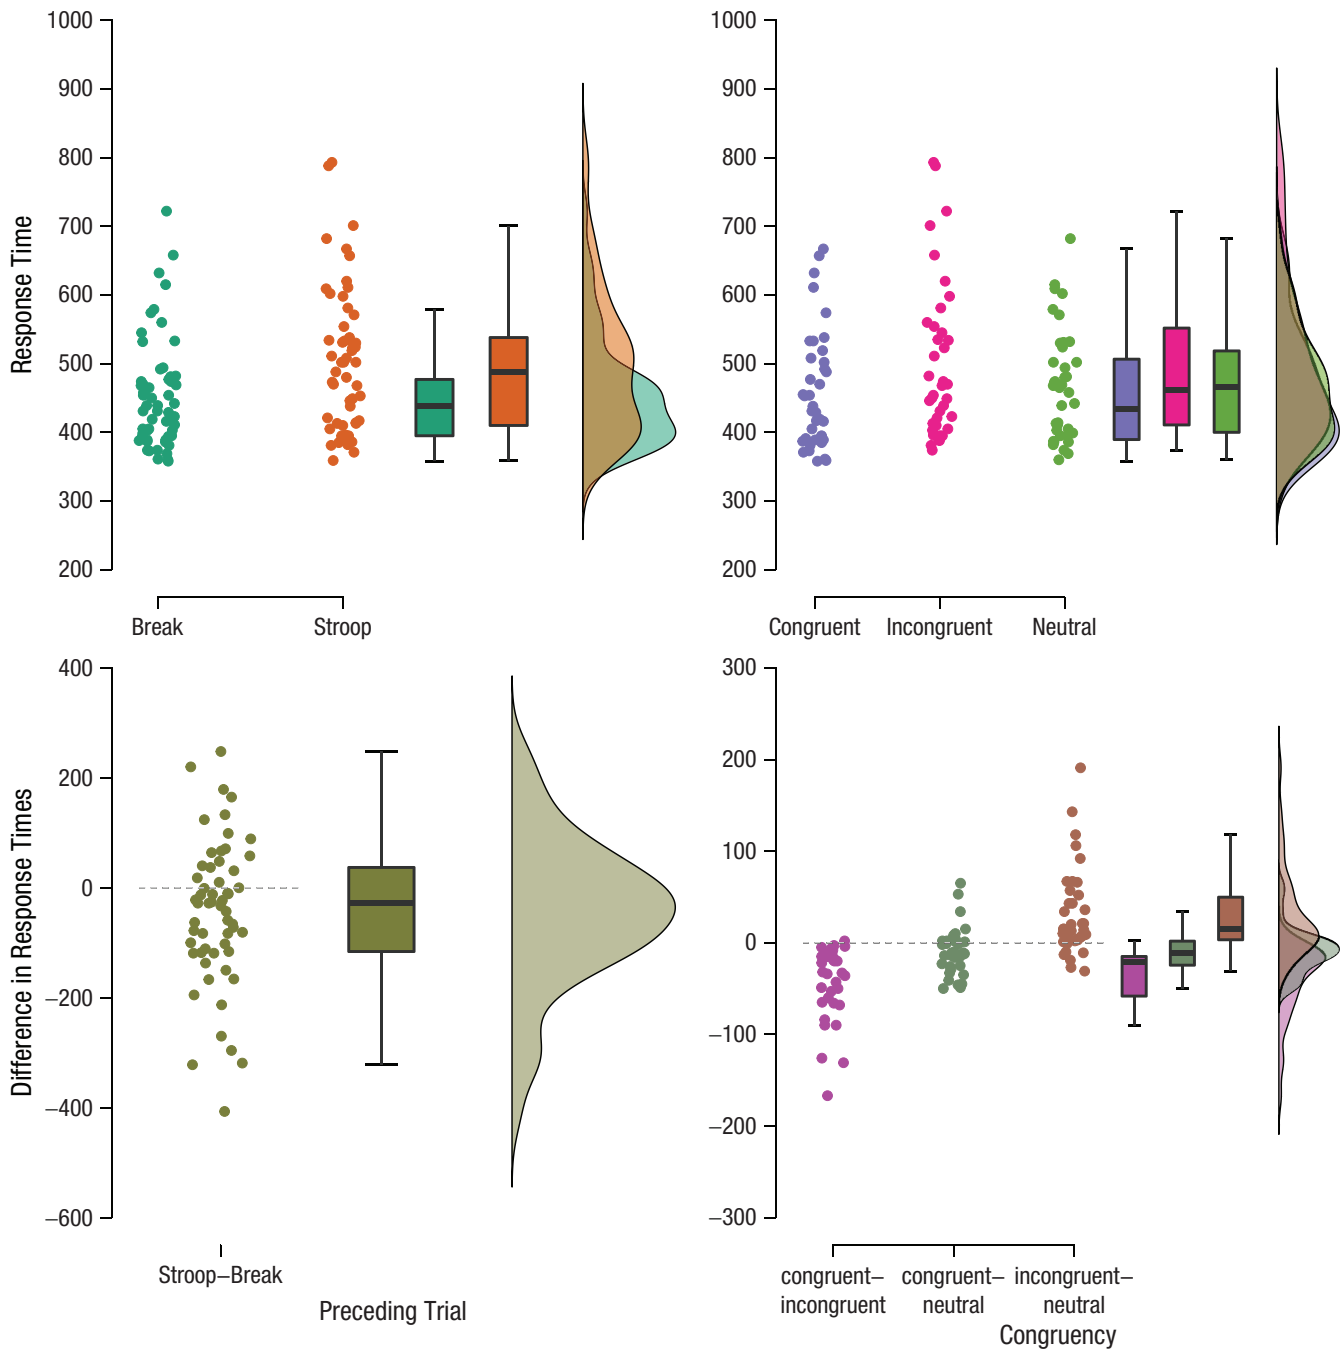 Response Time
1000
900
800
700
600
500
400
300
200
Break
Stroop
1000
900
800
700
600
500
400
300
200
Congruent
Incongruent
Neutral
Difference in Response Times
400
200
0
−200
−400
−600
Stroop–Break
Preceding Trial
300
200
100
0
−100
−200
−300
congruent–
incongruent
congruent–
neutral
incongruent–
neutral
Congruency